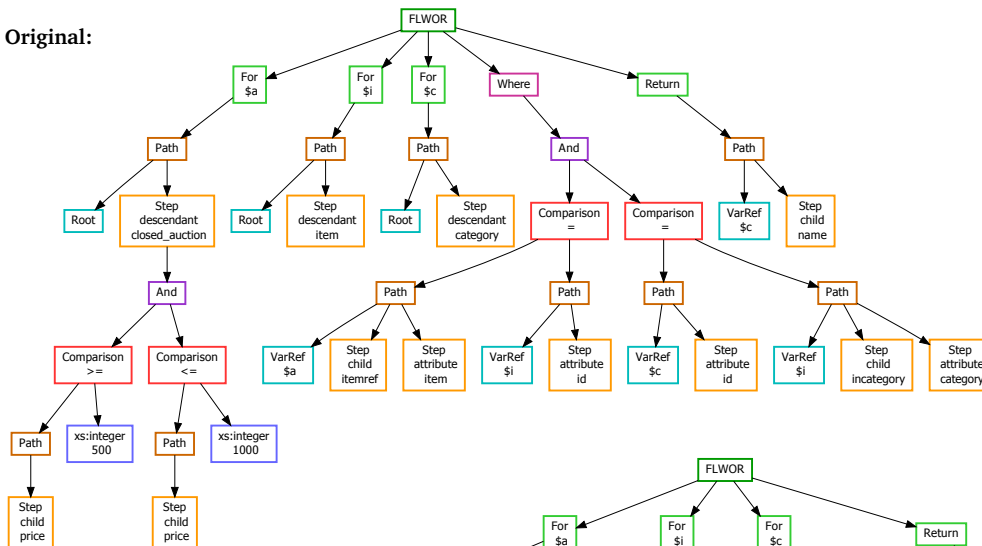 FLWOR
Original:
For
$a
For
$i
For
$c
Where
Return
Path
Path
Path
And
Path
Root
Step
descendant
closed_auction
Root
Step
descendant
item
Root
Step
descendant
category
Comparison
=
Comparison
=
VarRef
$c
Step
child
name
And
Path
Path
Path
Path
Comparison
>=
Comparison
<=
VarRef
$a
Step
child
itemref
Step
attribute
item
VarRef
$i
Step
attribute
id
VarRef
$c
Step
attribute
id
VarRef
$i
Step
child
incategory
Step
attribute
category
Path
xs:integer
500
Path
xs:integer
1000
Step
child
price
Step
child
price
FLWOR
For
$a
For
$i
For
$c
Return